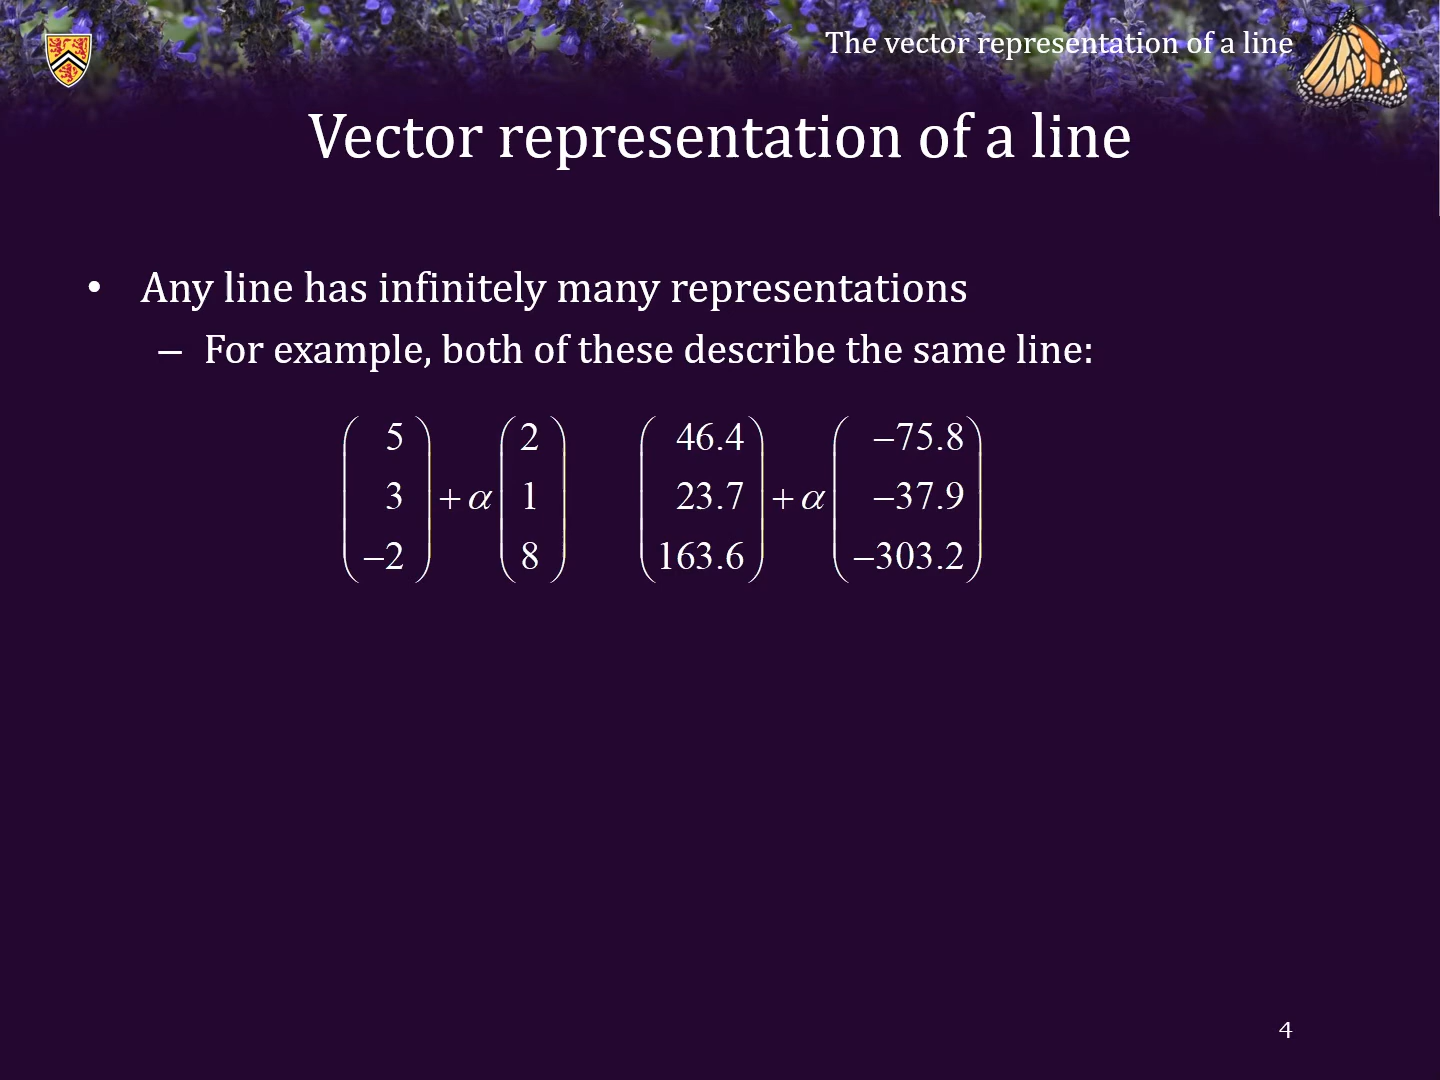 The vector representation of a line
Vector representation of a line
• Any line has infinitely many representations
– For example, both of these describe the same line:
5 2 46.4 −75.8
3 + α 1 23.7 + α −37.9
−2 8 163.6 −303.2
4